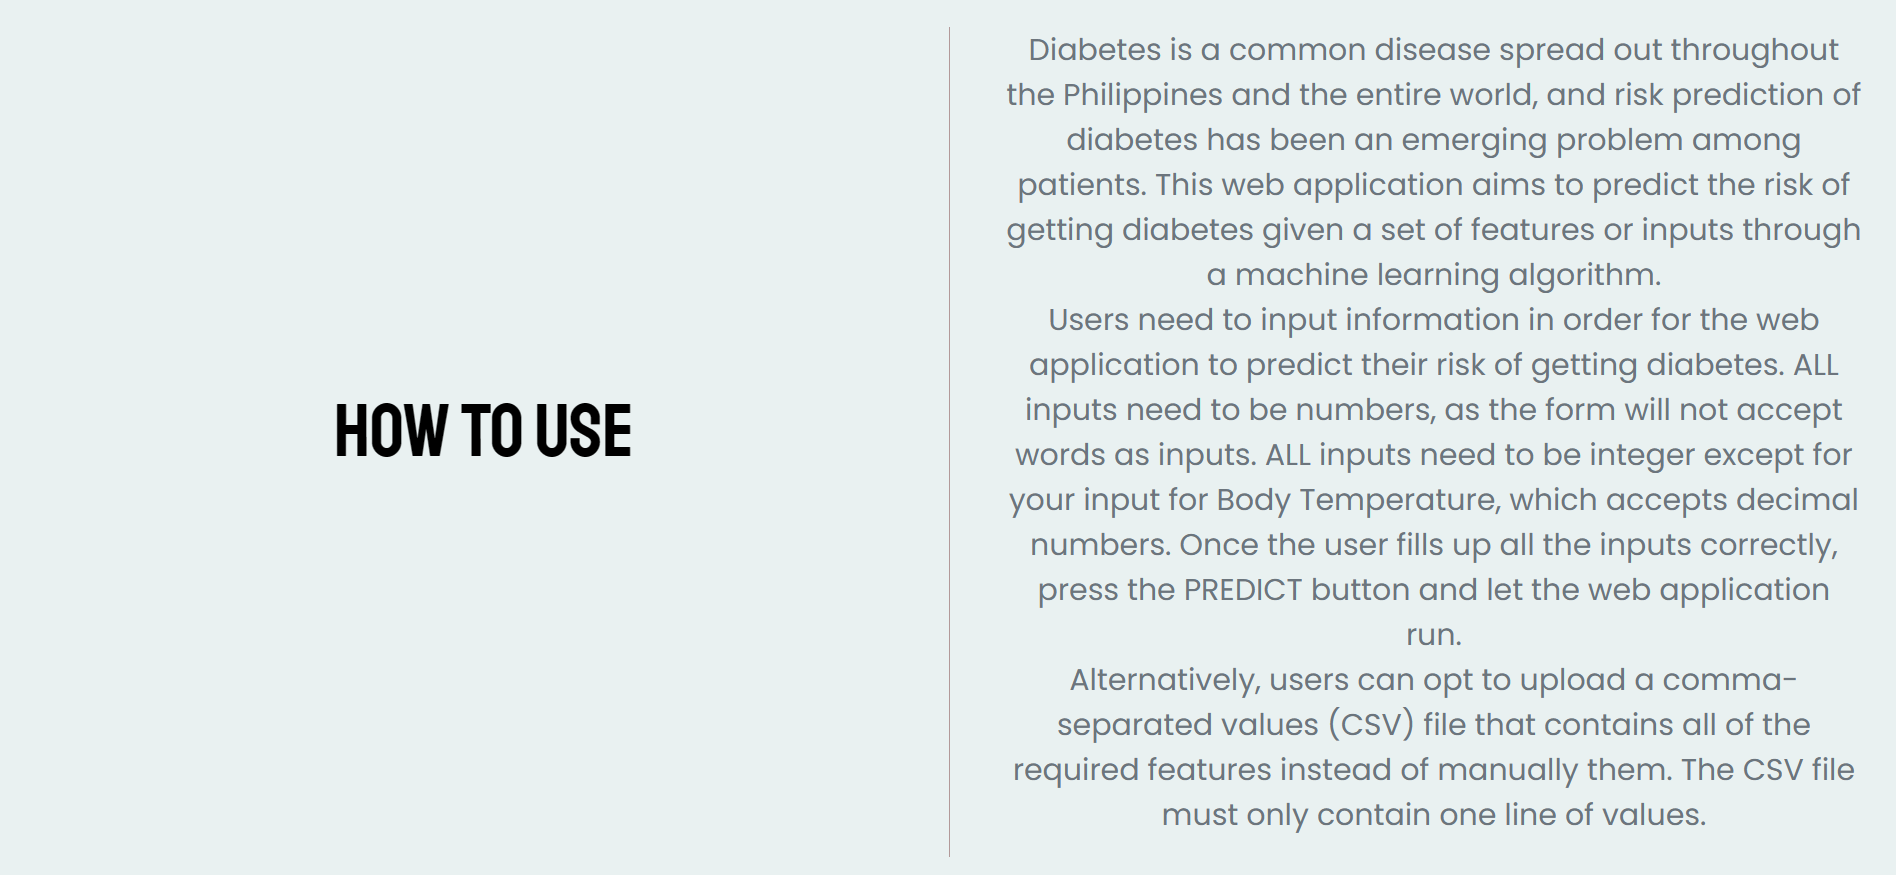 HOW TO USE
Diabetes is a common disease spread out throughout
the Philippines and the entire world, and risk prediction of
diabetes has been an emerging problem among
patients. This web application aims to predict the risk of
getting diabetes given a set of features or inputs through
a machine learning algorithm.
Users need to input information in order for the web
application to predict their risk of getting diabetes. ALL
inputs need to be numbers, as the form will not accept
words as inputs. ALL inputs need to be integer except for
your input for Body Temperature, which accepts decimal
numbers. Once the user fills up all the inputs correctly,
press the PREDICT button and let the web application
run.
Alternatively, users can opt to upload a comma-
separated values (CSV) file that contains all of the
required features instead of manually them. The CSV file
must only contain one line of values.